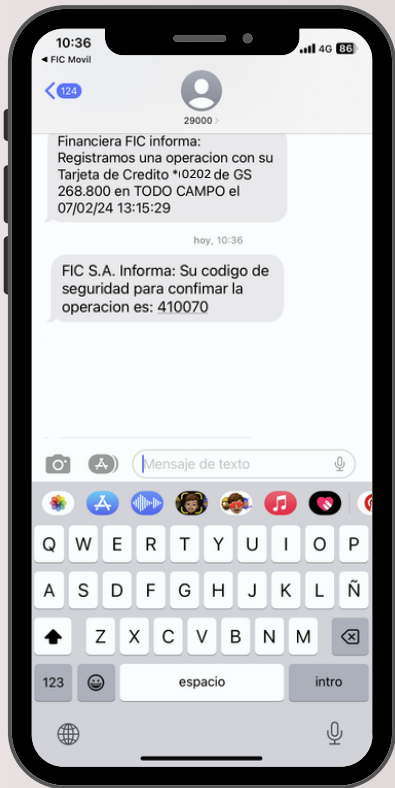 10:36
4G 86
FIC Movil
124
29000
Financiera FIC informa:
Registramos una operacion con su
Tarjeta de Credito *10202 de GS
268.800 en TODO CAMPO el
07/02/24 13:15:29
hoy, 10:36
FIC S.A. Informa: Su codigo de
seguridad para confimar la
operacion es: 410070
Mensaje de texto
Q W E R T Y U I O P
A S D F G H J K L Ñ
Z X C V B N M
123 espacio intro